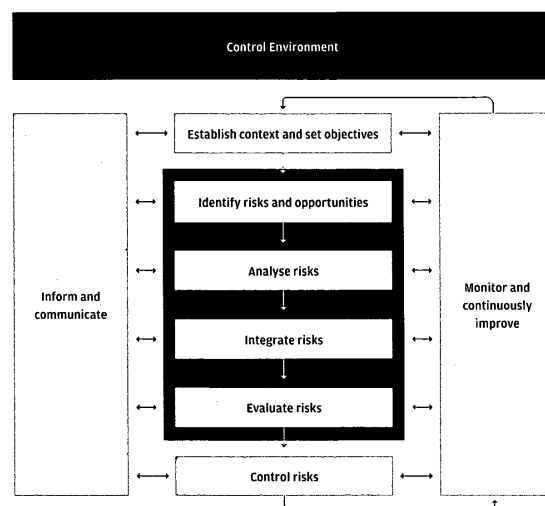 Control Environment
Establish context and set objectives
Identify risks and opportunities
Analyse risks
Inform and
communicate
Monitor and
continuously
improve
Integrate risks
Evaluate risks
Control risks